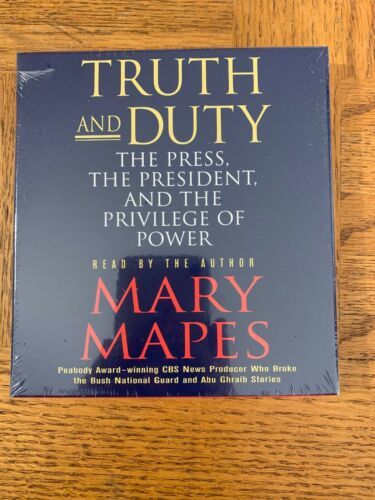 TRUTH
AND DUTY
THE PRESS,
THE PRESIDENT,
AND THE
PRIVILEGE OF
POWER
READ BY THE AUTHOR
MARY
MAPES
Peabody Award-winning CBS News Producer Who Broke
the Bush National Guard and Abu Ghraib Stories